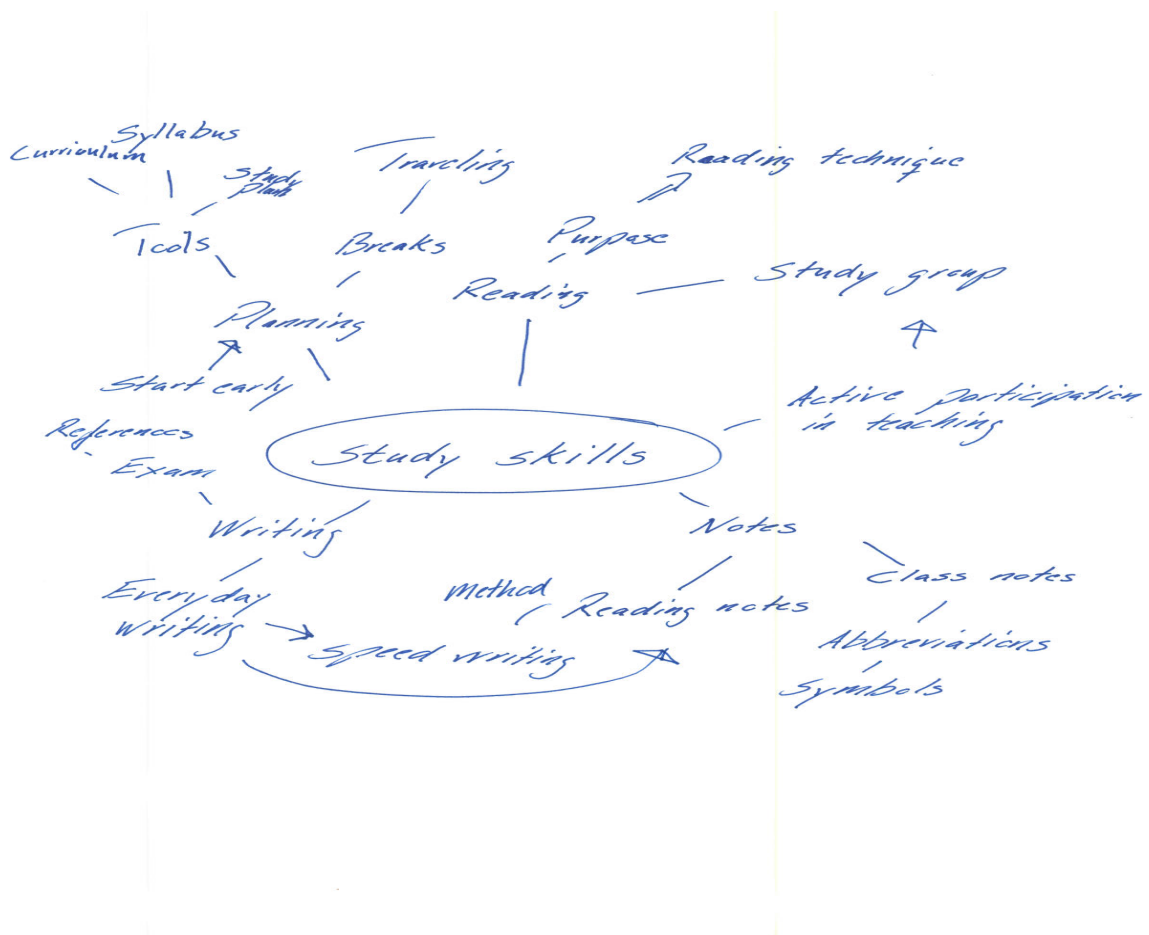 Syllabus
Curriculum
Study
Plans
Traveling
Reading technique
Tools
Breaks
Purpose
Reading
Study group
Planning
Start early
Active participation
in teaching
References
Exam
Study skills
Writing
Notes
Class notes
Everyday
writing
Method
Reading notes
Speed writing
Abbreviations
Symbols